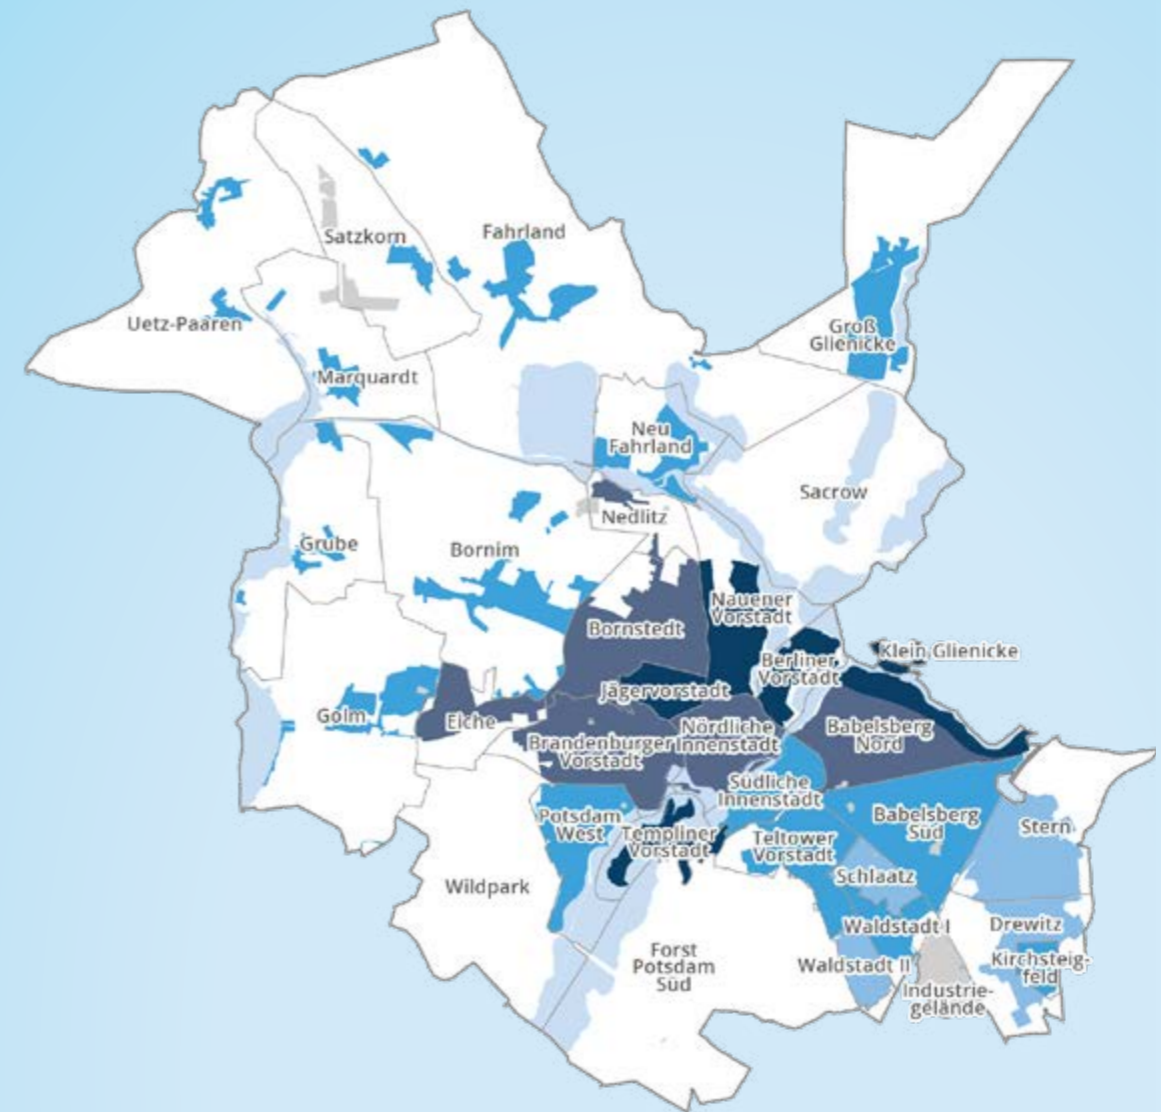 Fahrland
Satzkorn
Uetz-Paaren
Groß
Glienicke
Marquardt
Neu
Fahrland
Sacrow
Nedlitz
Grube
Bornim
Nauener
Vorstadt
Bornstedt
Klein Glienicke
Berliner
Vorstadt
Jägervorstadt
Golm
Eiche
Nördliche
Innenstadt
Babelsberg
Nord
Brandenburger
Vorstadt
Südliche
Innenstadt
Potsdam
West
Babelsberg
Süd
Stern
Templiner
Vorstadt
Teltower
Vorstadt
Schlaatz
Wildpark
Waldstadt I
Drewitz
Forst
Potsdam
Süd
Waldstadt II
Kirchsteig-
feld
Industrie-
gelände